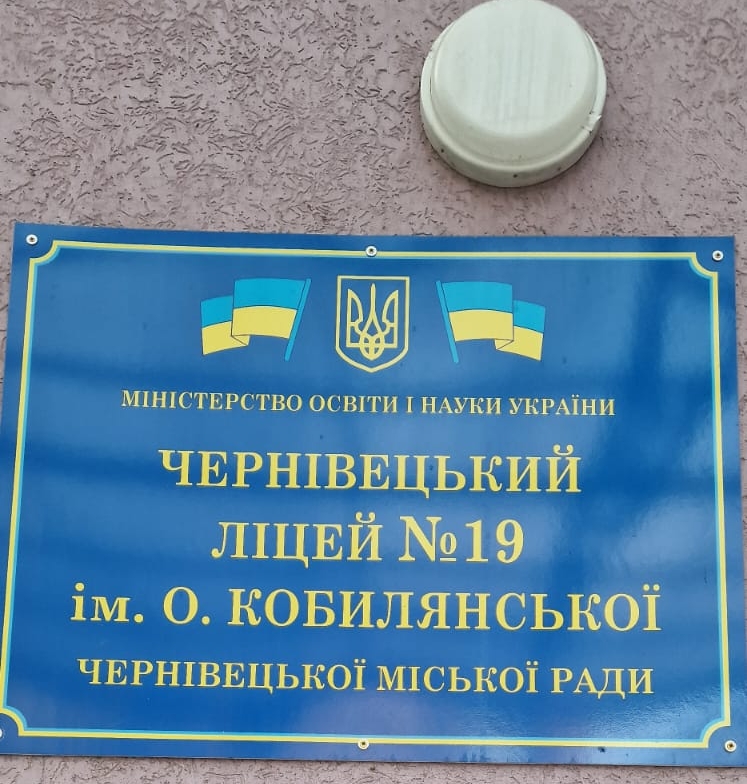 МІНІСТЕРСТВО ОСВІТИ І НАУКИ УКРАЇНИ
ЧЕРНІВЕЦЬКИЙ
ЛІЦЕЙ №19
ім. О. КОБИЛЯНСЬКОЇ
ЧЕРНІВЕЦЬКОЇ МІСЬКОЇ РАДИ